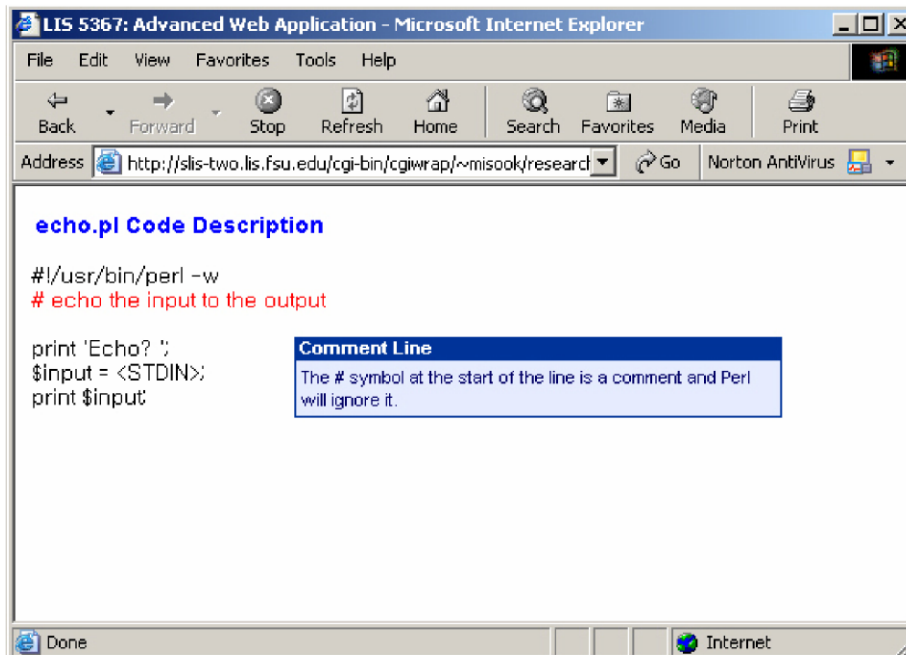 LIS 5367: Advanced Web Application - Microsoft Internet Explorer
File Edit View Favorites Tools Help
Back Forward Stop Refresh Home Search Favorites Media Print
Address http://slis-two.lis.fsu.edu/cgi-bin/cgiwrap/~misook/research Go Norton AntiVirus
echo.pl Code Description
#!/usr/bin/perl -w
# echo the input to the output
print 'Echo? ';
$input = <STDIN>;
print $input;
Comment Line
The # symbol at the start of the line is a comment and Perl
will ignore it.
Done Internet